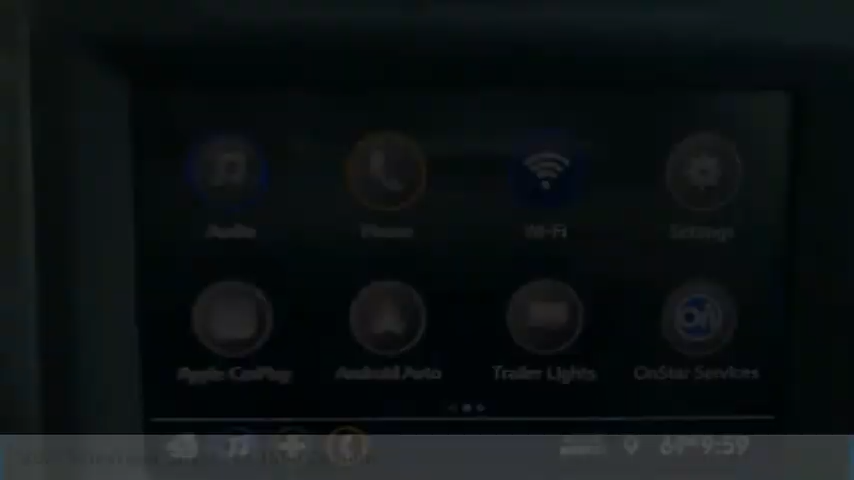 Audio Phone Wi-Fi Settings
Apple CarPlay Android Auto Trailer Lights OnStar Services
9:59